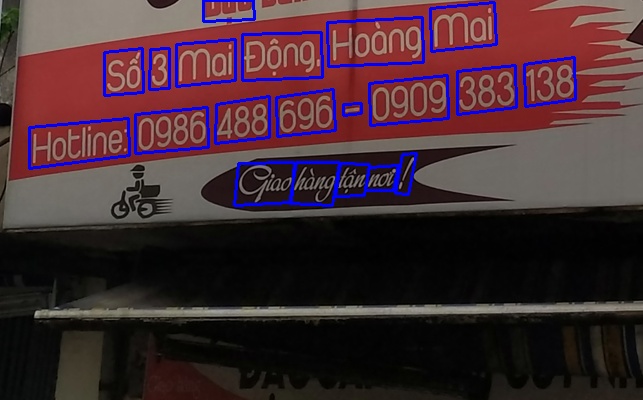 Số 3 Mai Động, Hoàng Mai
Hotline: 0986 488 696 - 0909 383 138
Giao hàng tận nơi !